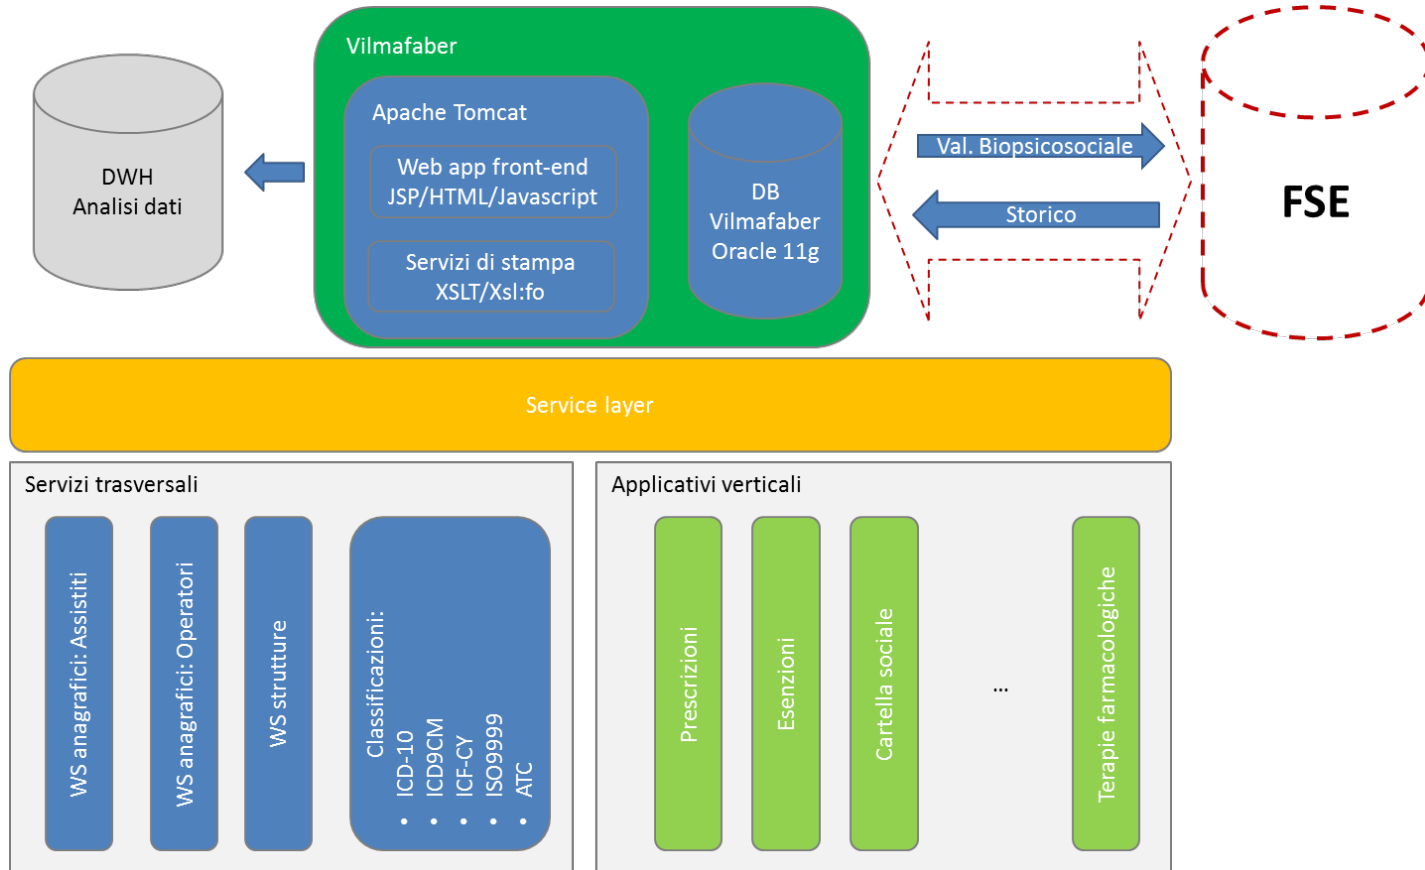 Vilmafaber
Apache Tomcat
Web app front-end
JSP/HTML/Javascript
Servizi di stampa
XSLT/Xsl:fo
DB
Vilmafaber
Oracle 11g
DWH
Analisi dati
Val. Biopsicosociale
Storico
FSE
Service layer
Servizi trasversali
WS anagrafici: Assistiti
WS anagrafici: Operatori
WS strutture
Classificazioni:
• ICD-10
• ICD9CM
• ICF-CY
• ISO9999
• ATC
Applicativi verticali
Prescrizioni
Esenzioni
Cartella sociale
...
Terapie farmacologiche